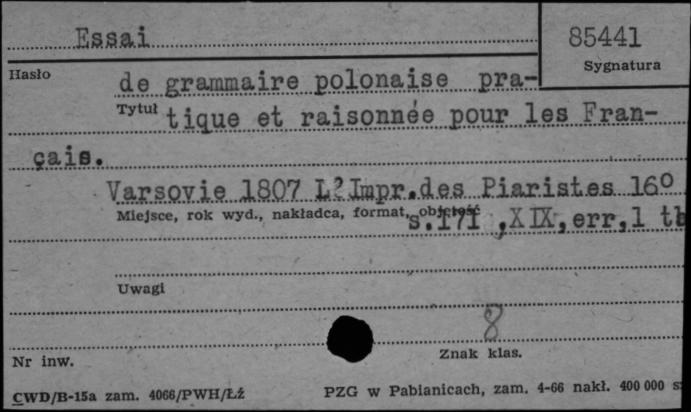 Essai
85441
Sygnatura
Hasło
de grammaire polonaise pra-
Tytuł
tique et raisonnée pour les Fran-
çais.
Varsovie 1807 L'Impr.des Piaristes 16º
Miejsce, rok wyd., nakładca, format, objętość
s.171 ,XIX,err,1 tb
Uwagi
8
Nr inw.
Znak klas.
CWD/B-15a zam. 4066/PWH/Łź
PZG w Pabianicach, zam. 4-66 nakł. 400 000